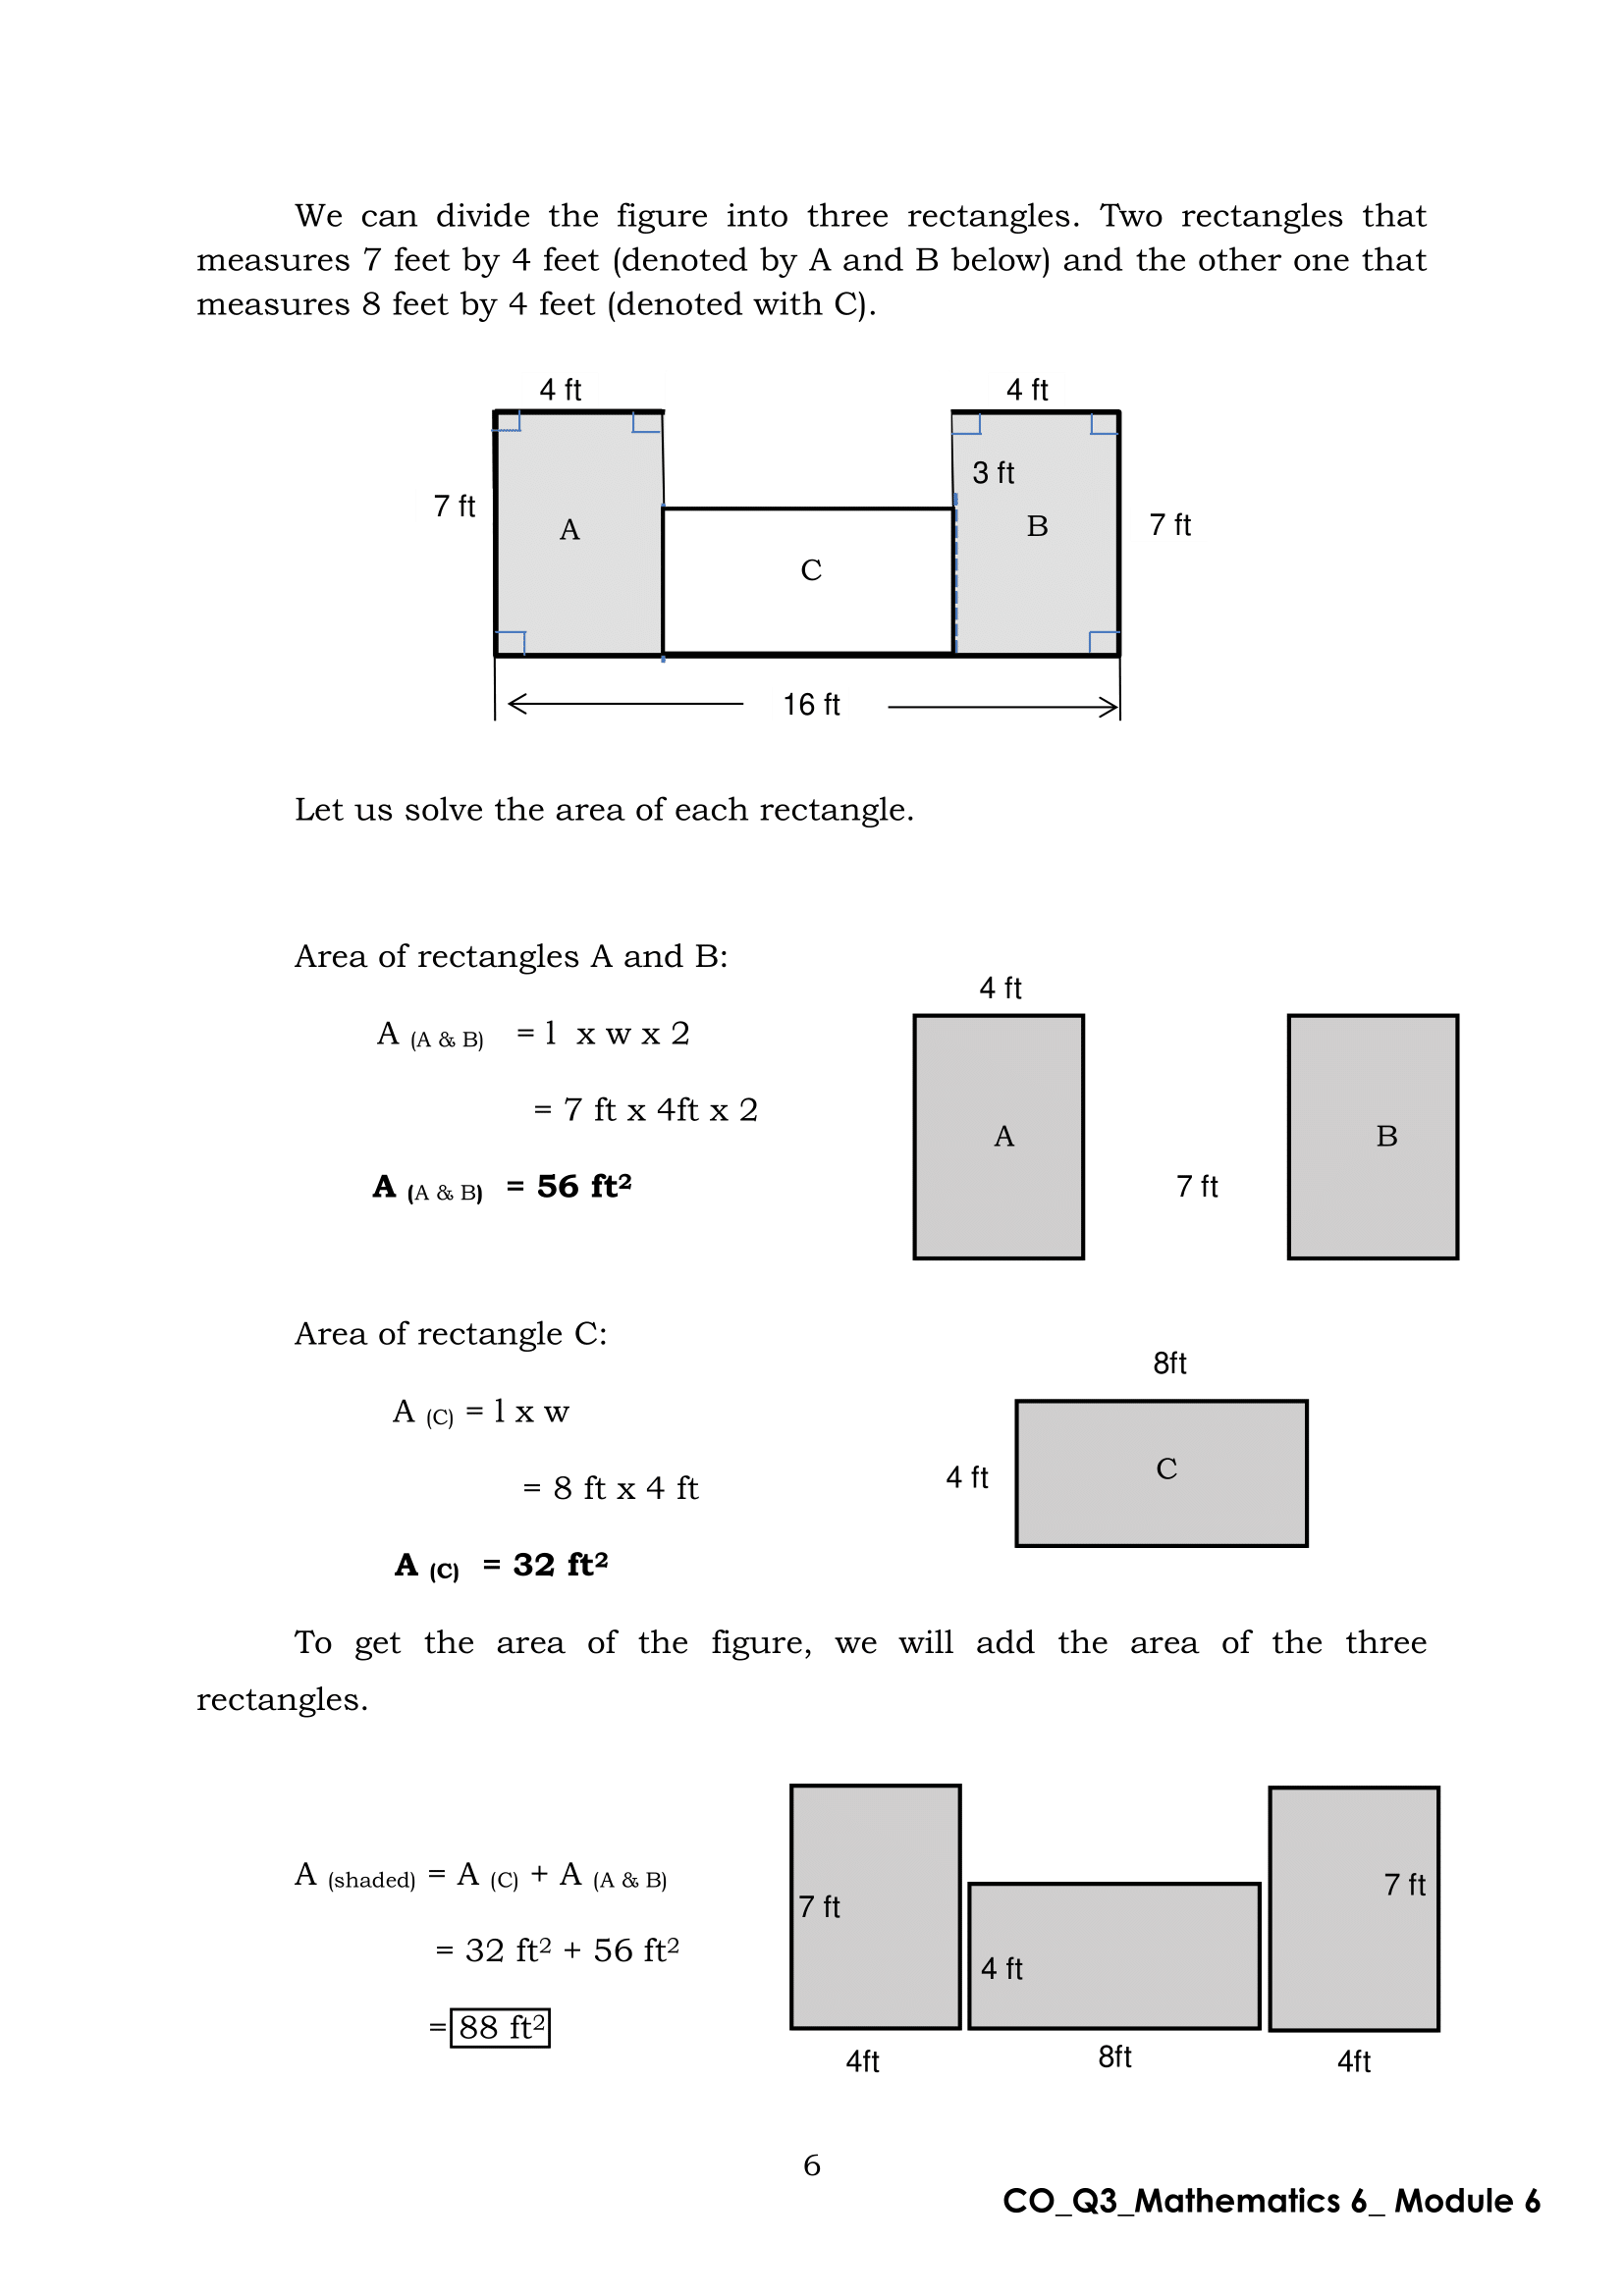 We can divide the figure into three rectangles. Two rectangles that
measures 7 feet by 4 feet (denoted by A and B below) and the other one that
measures 8 feet by 4 feet (denoted with C).
4 ft
4 ft
3 ft
7 ft
A
B
7 ft
C
16 ft
Let us solve the area of each rectangle.
Area of rectangles A and B:
4 ft
A (A & B) = l x w x 2
= 7 ft x 4ft x 2
A
B
A (A & B) = 56 ft²
7 ft
Area of rectangle C:
8ft
A (C) = l x w
C
4 ft
= 8 ft x 4 ft
A (C) = 32 ft²
To get the area of the figure, we will add the area of the three
rectangles.
A (shaded) = A (C) + A (A & B)
7 ft
7 ft
= 32 ft² + 56 ft²
4 ft
= 88 ft²
4ft
8ft
4ft
6
CO_Q3_Mathematics 6_ Module 6